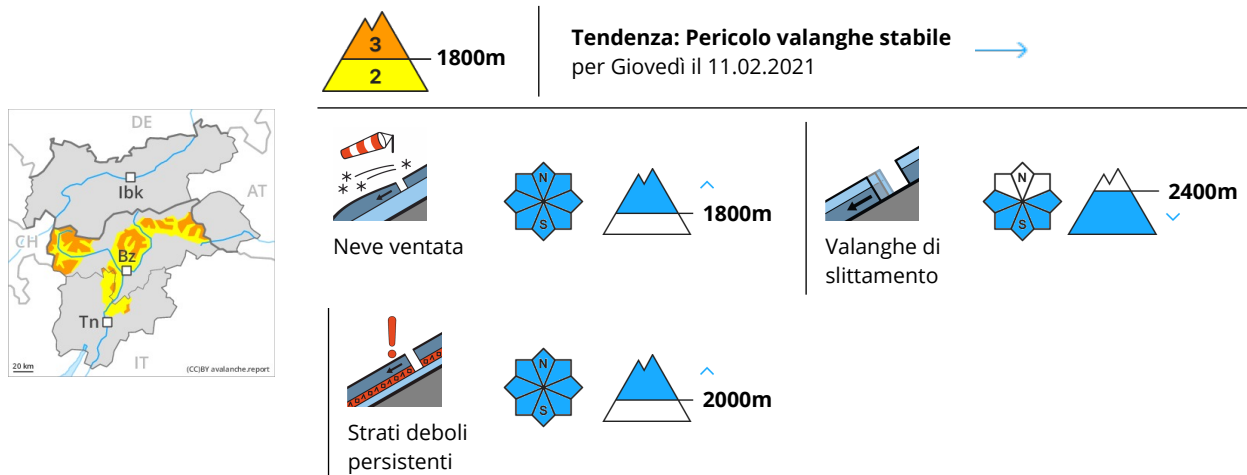 3
2
1800m
Tendenza: Pericolo valanghe stabile
per Giovedì il 11.02.2021
DE
Ibk
AT
CH
Bz
Tn
IT
20 km
(CC)BY avalanche.report
N
S
1800m
Neve ventata
N
S
2400m
Valanghe di
slittamento
N
S
2000m
Strati deboli
persistenti